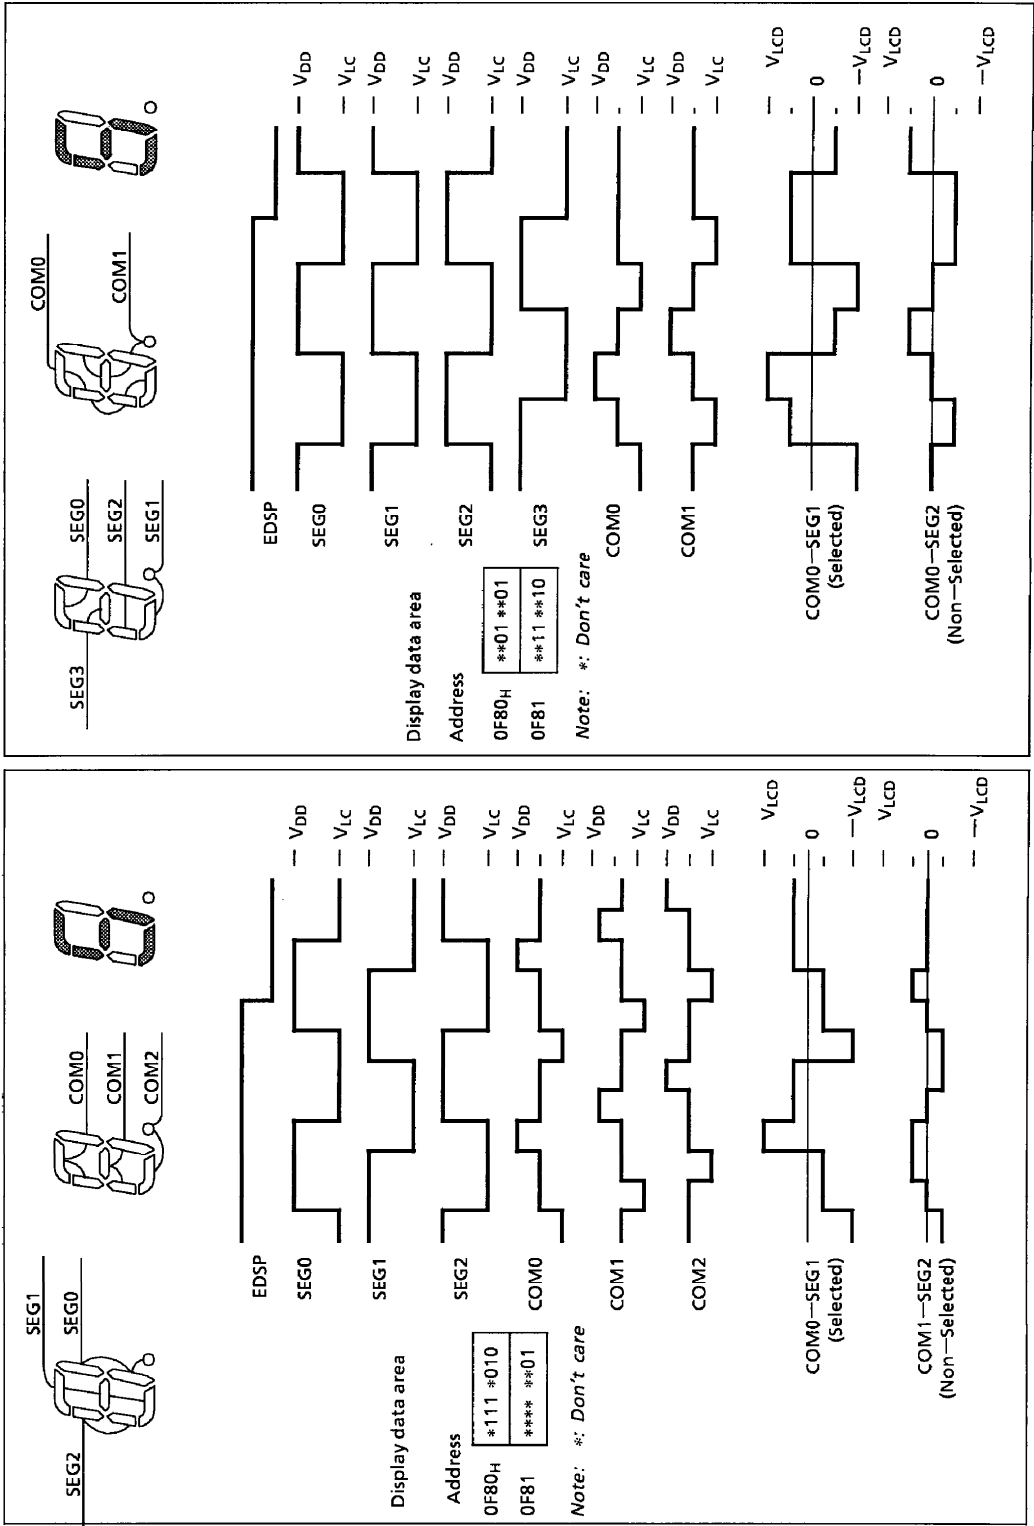 SEG3
SEG0
SEG2
SEG1
COM0
COM1
EDSP
SEG0
VDD
VLC
SEG1
VDD
VLC
SEG2
VDD
VLC
SEG3
VDD
VLC
COM0
VDD
VLC
COM1
VDD
VLC
COM0—SEG1
(Selected)
VLCD
0
—VLCD
COM0—SEG2
(Non—Selected)
VLCD
0
—VLCD
Display data area
Address
0F80H **01 **01
0F81 **11 **10
Note: *: Don't care
SEG2
SEG1
SEG0
COM0
COM1
COM2
EDSP
SEG0
VDD
VLC
SEG1
VDD
VLC
SEG2
VDD
VLC
COM0
VDD
VLC
COM1
VDD
VLC
COM2
VDD
VLC
COM0—SEG1
(Selected)
VLCD
0
—VLCD
COM1—SEG2
(Non—Selected)
VLCD
0
—VLCD
Display data area
Address
0F80H *111 *010
0F81 **** **01
Note: *: Don't care